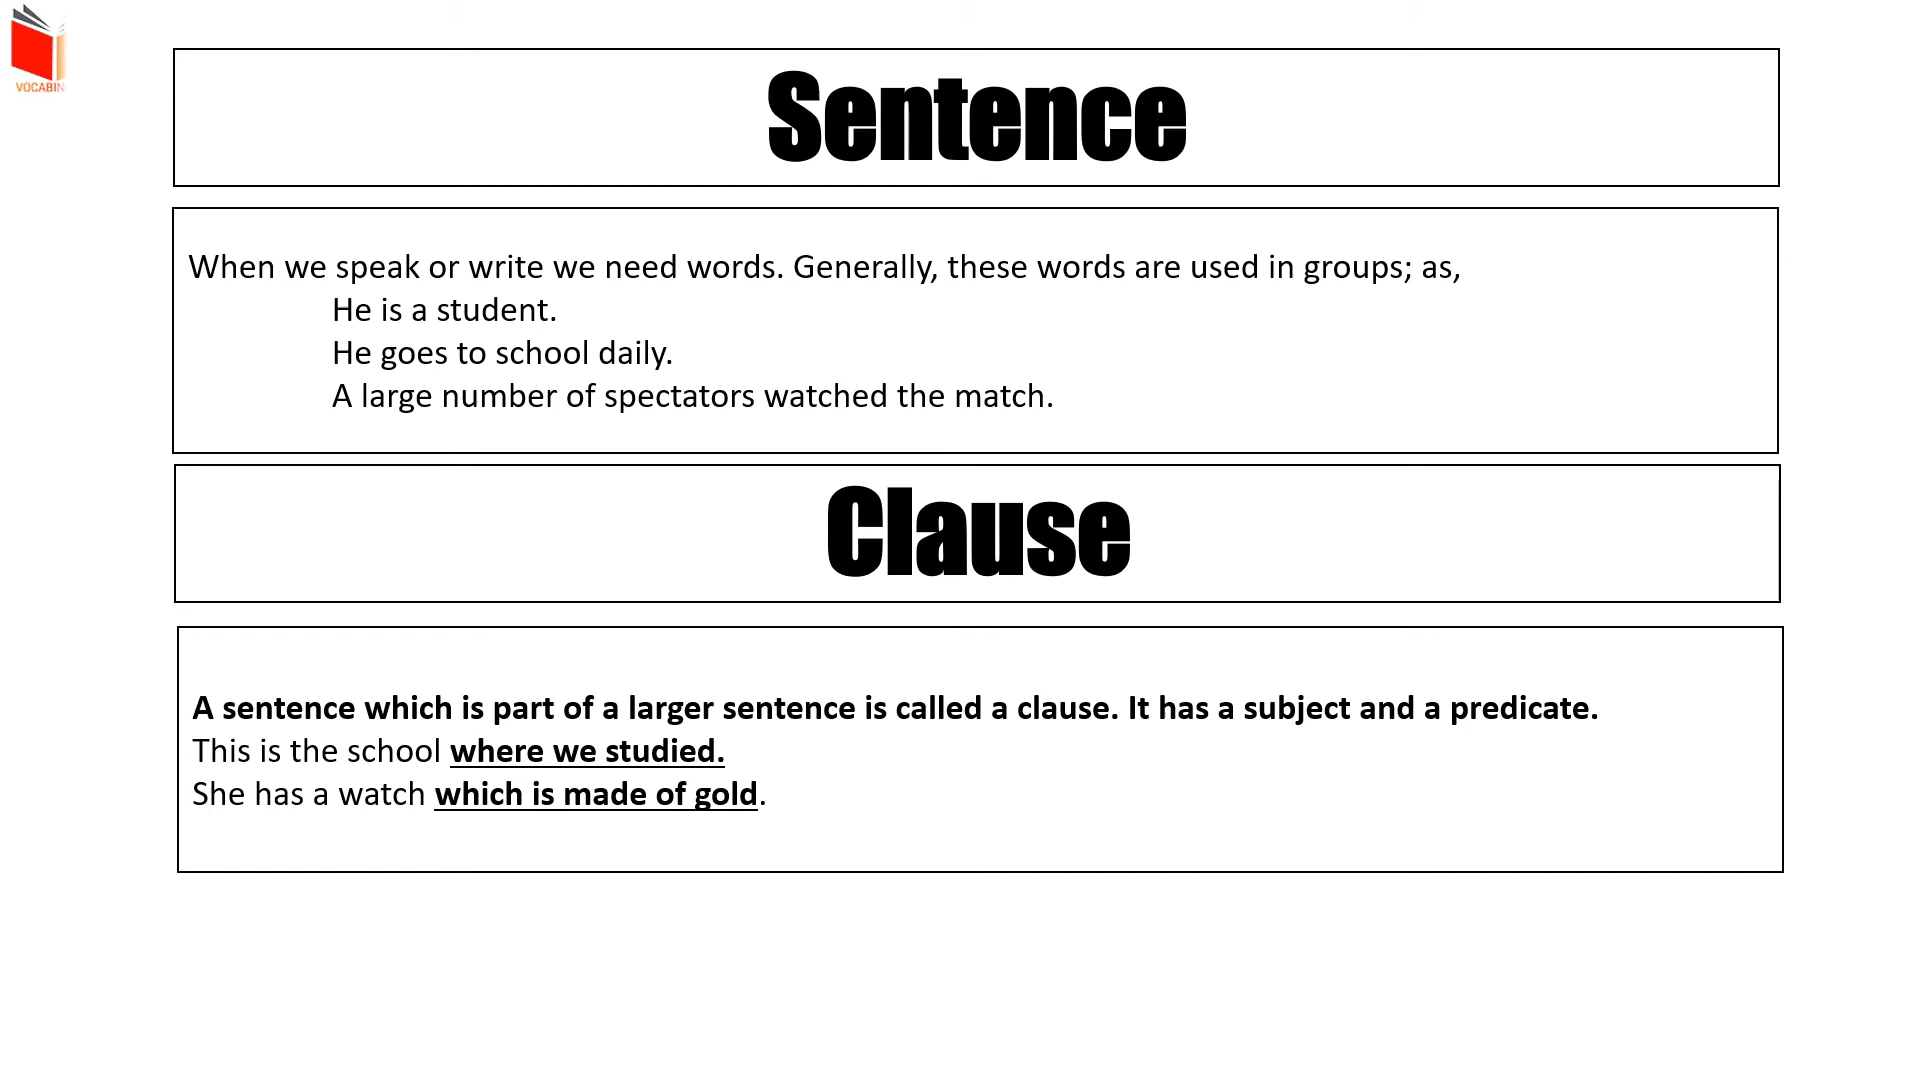 VOCABIN
Sentence
When we speak or write we need words. Generally, these words are used in groups; as,
He is a student.
He goes to school daily.
A large number of spectators watched the match.
Clause
A sentence which is part of a larger sentence is called a clause. It has a subject and a predicate.
This is the school where we studied.
She has a watch which is made of gold.